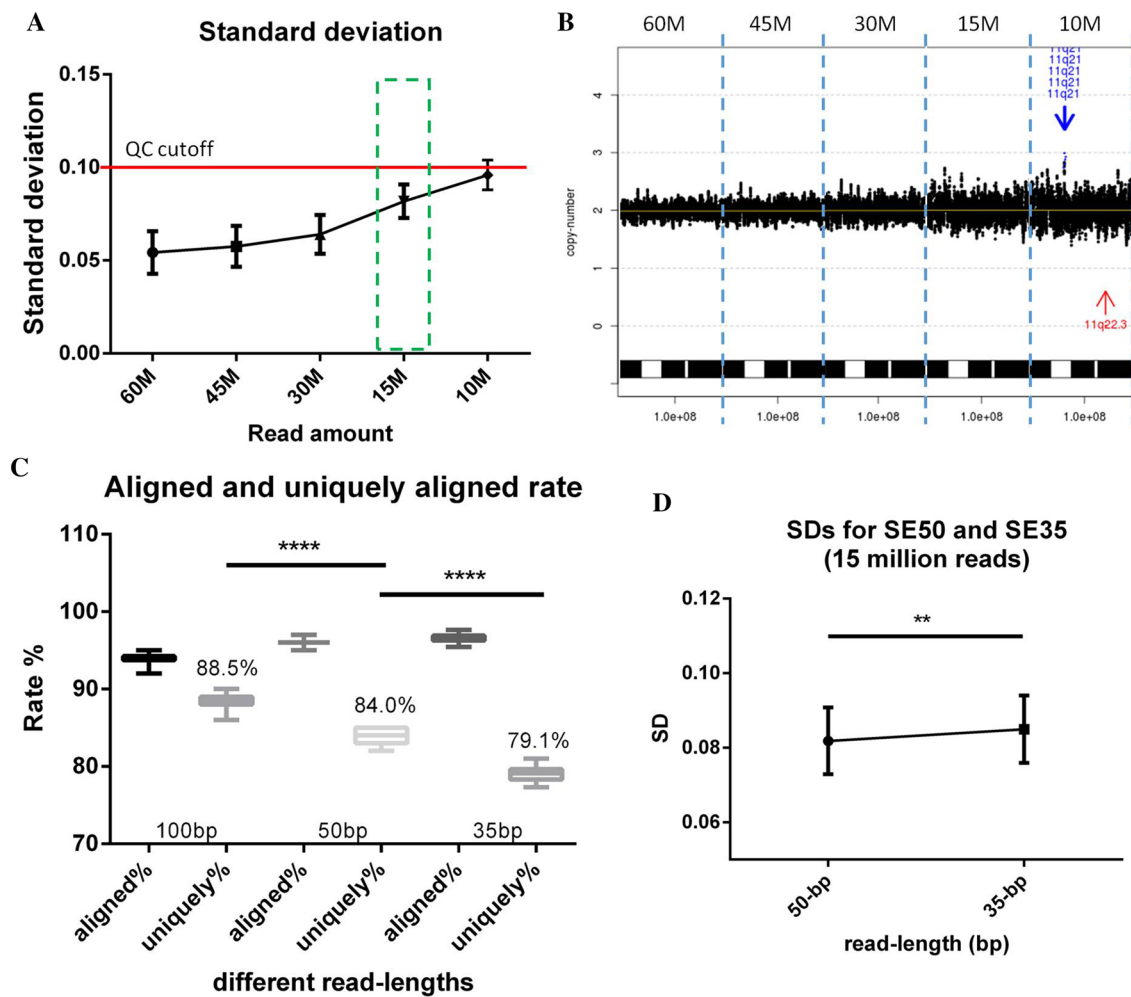 A
Standard deviation
Standard deviation
0.15
0.10
0.05
0.00
QC cutoff
60M
45M
30M
15M
10M
Read amount
B
60M
45M
30M
15M
10M
copy-number
4
3
2
1
0
11q21
11q21
11q21
11q21
11q21
11q22.3
1.0e+08
1.0e+08
1.0e+08
1.0e+08
1.0e+08
C
Aligned and uniquely aligned rate
Rate %
110
100
90
80
70
****
****
88.5%
84.0%
79.1%
100bp
50bp
35bp
aligned%
uniquely%
aligned%
uniquely%
aligned%
uniquely%
different read-lengths
D
SDs for SE50 and SE35
(15 million reads)
SD
0.12
0.10
0.08
0.06
**
50-bp
35-bp
read-length (bp)